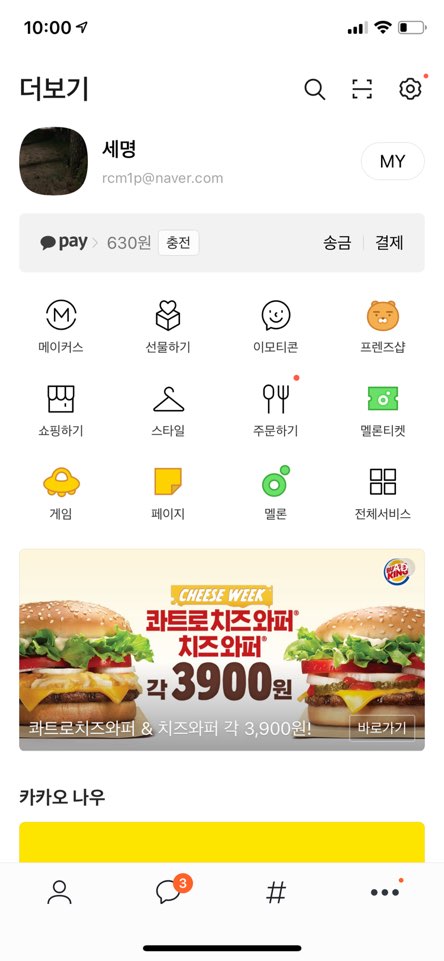 10:00
더보기
세명
rcm1p@naver.com
MY
pay 630원 충전 송금 결제
메이커스 선물하기 이모티콘 프렌즈샵
쇼핑하기 스타일 주문하기 멜론티켓
게임 페이지 멜론 전체서비스
AD
KING
CHEESE WEEK
콰트로치즈와퍼®
치즈와퍼®
각 3900원
콰트로치즈와퍼 & 치즈와퍼 각 3,900원!
바로가기
카카오 나우
3
#